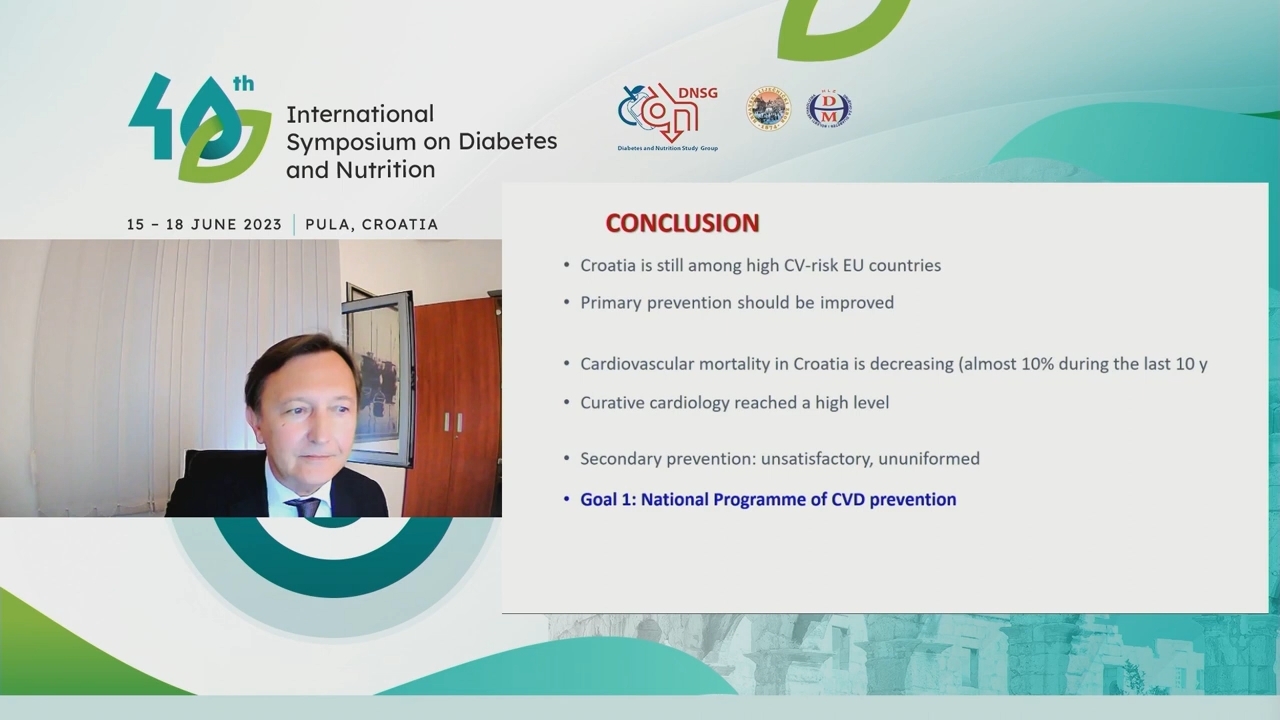 40th
International
Symposium on Diabetes
and Nutrition
15 – 18 JUNE 2023 | PULA, CROATIA
DNSG
Diabetes and Nutrition Study Group
D
M
CONCLUSION
• Croatia is still among high CV-risk EU countries
• Primary prevention should be improved
• Cardiovascular mortality in Croatia is decreasing (almost 10% during the last 10 y
• Curative cardiology reached a high level
• Secondary prevention: unsatisfactory, ununiformed
• Goal 1: National Programme of CVD prevention